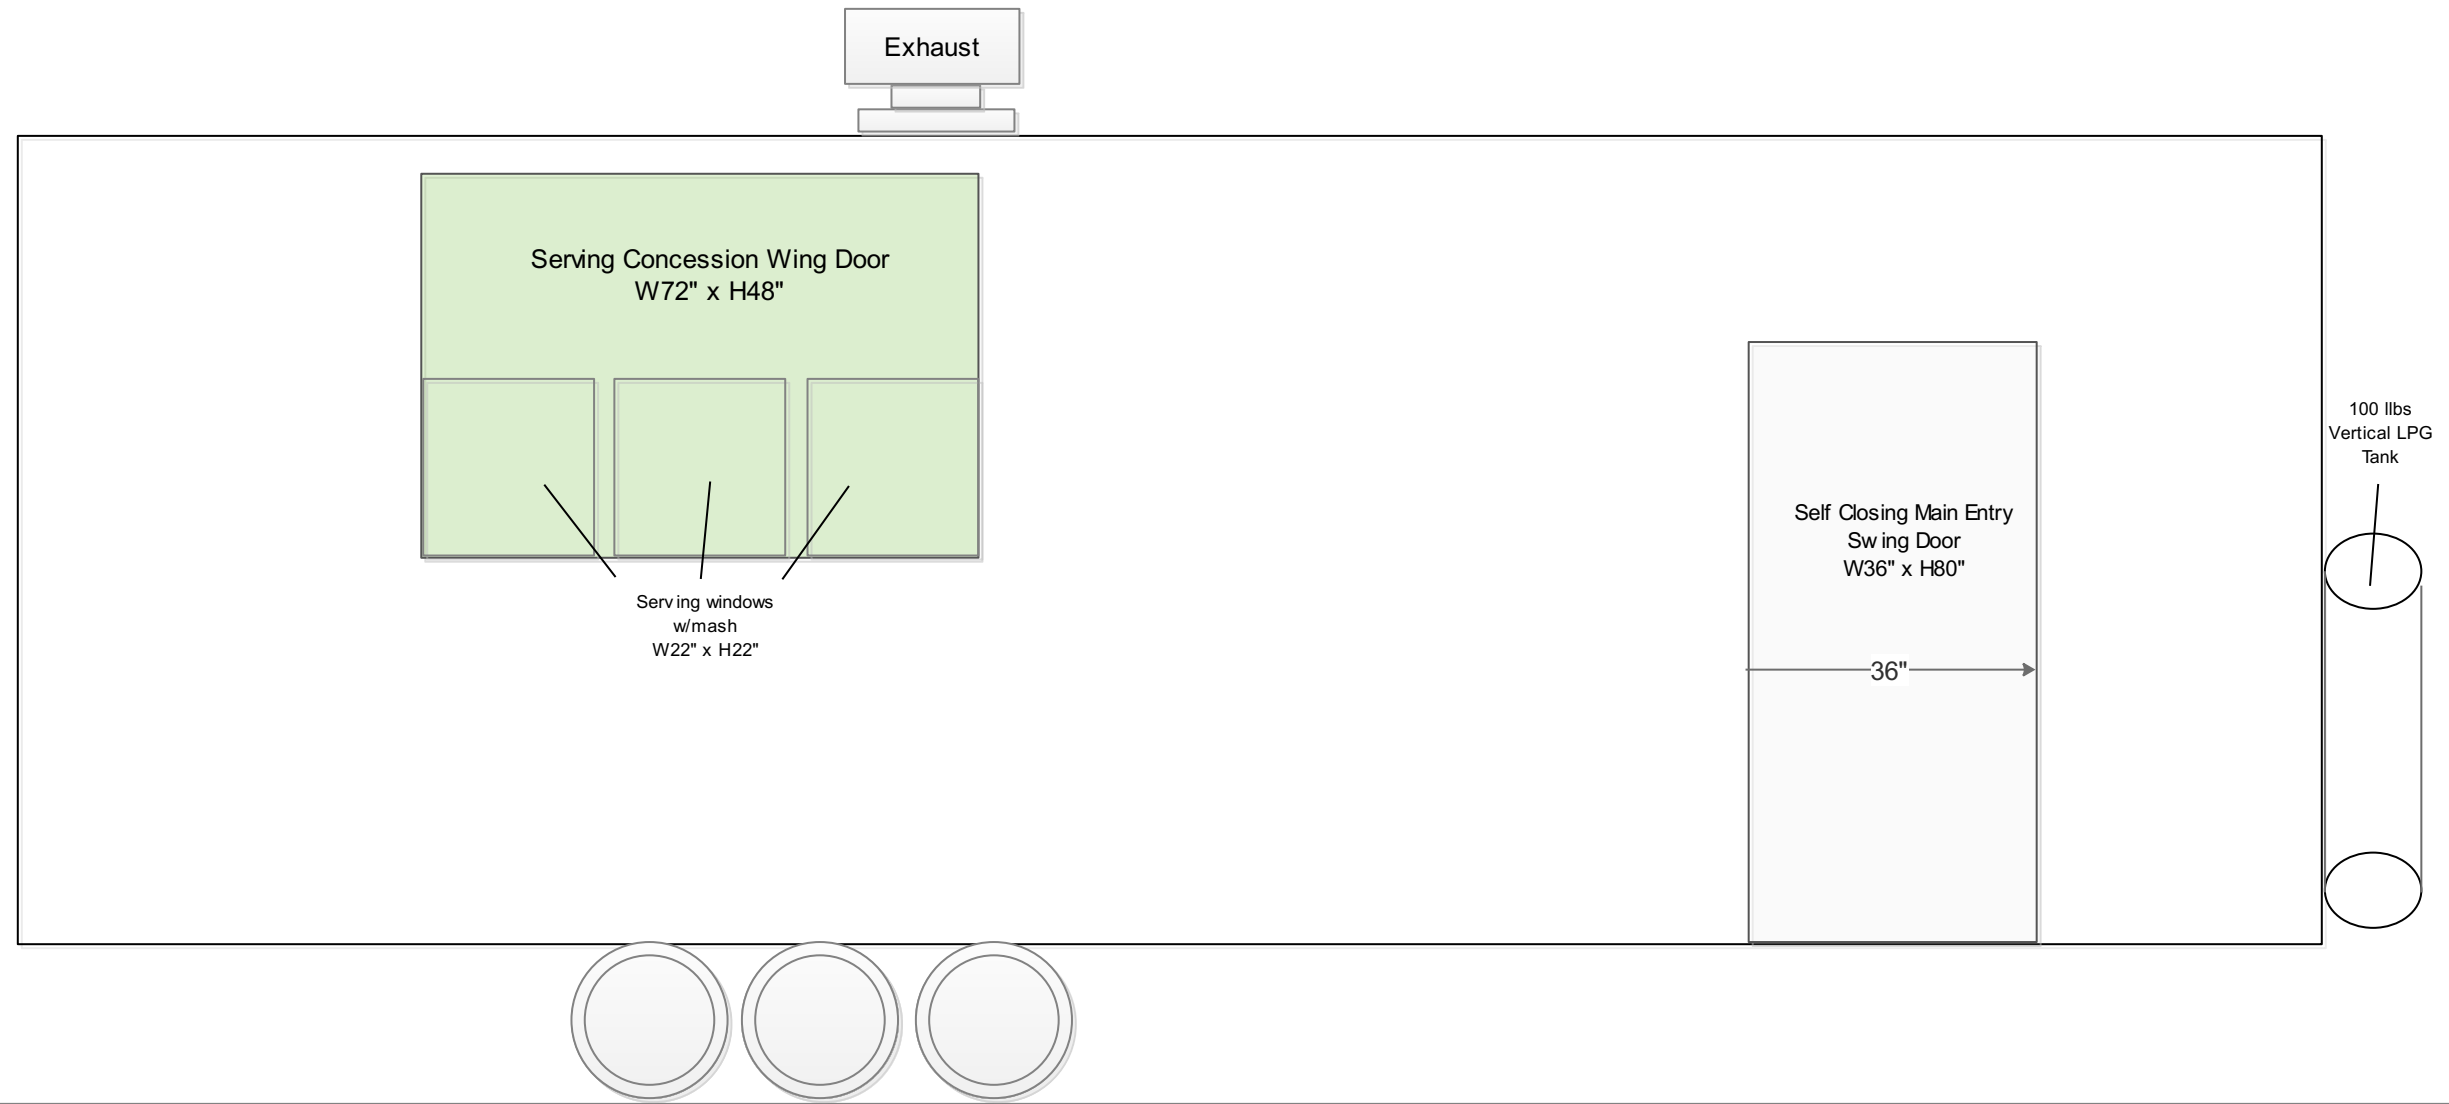 Exhaust
Serving Concession Wing Door
W72" x H48"
Serving windows
w/mash
W22" x H22"
Self Closing Main Entry
Swing Door
W36" x H80"
36"
100 llbs
Vertical LPG
Tank